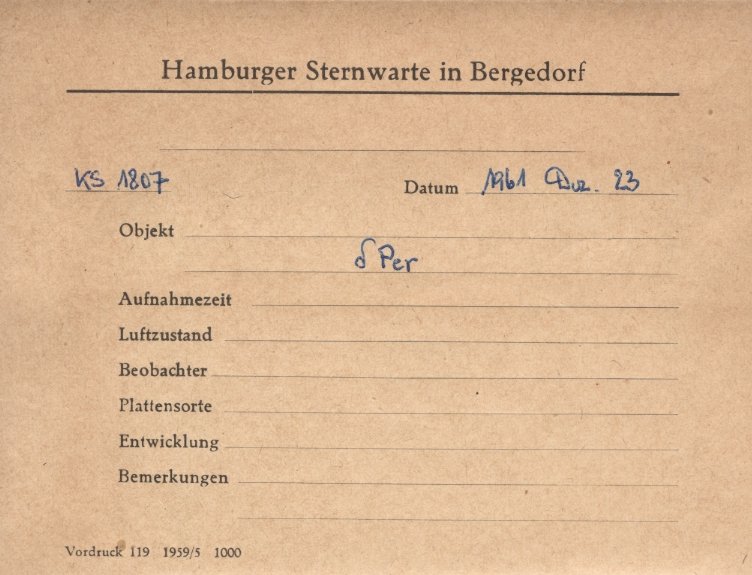 Hamburger Sternwarte in Bergedorf
KS 1807 Datum 1961 Dez. 23
Objekt
δ Per
Aufnahmezeit
Luftzustand
Beobachter
Plattensorte
Entwicklung
Bemerkungen
Vordruck 119 1959/5 1000